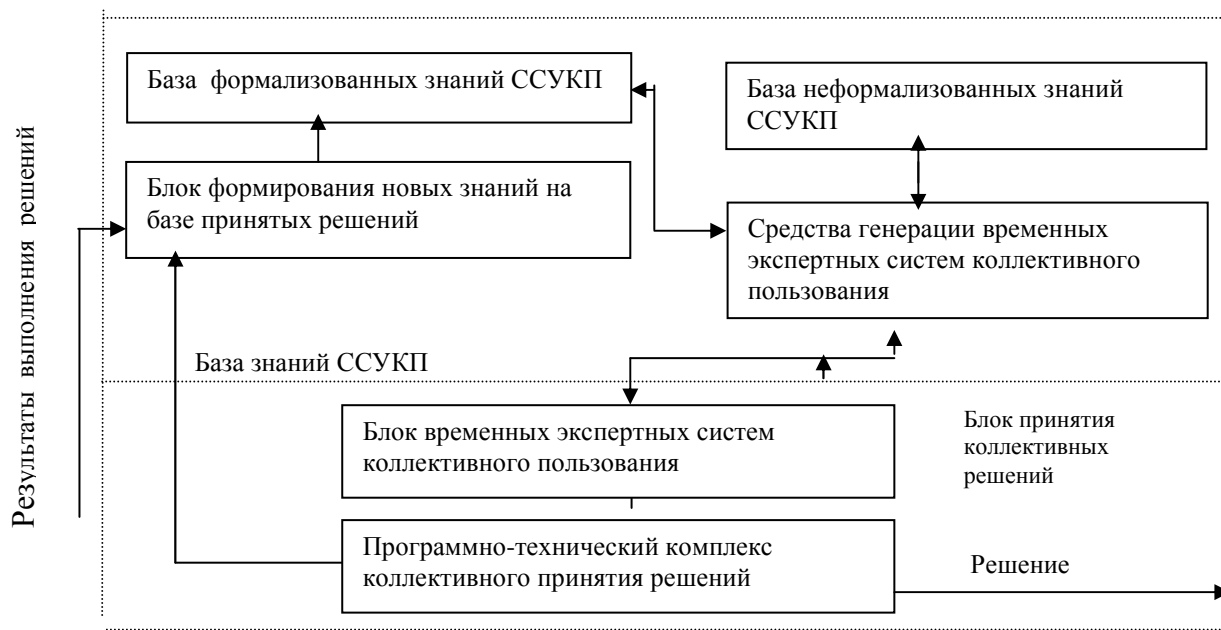 Результаты выполнения решений
База формализованных знаний ССУКП
База неформализованных знаний
ССУКП
Блок формирования новых знаний на
базе принятых решений
Средства генерации временных
экспертных систем коллективного
пользования
База знаний ССУКП
Блок временных экспертных систем
коллективного пользования
Блок принятия
коллективных
решений
Программно-технический комплекс
коллективного принятия решений
Решение